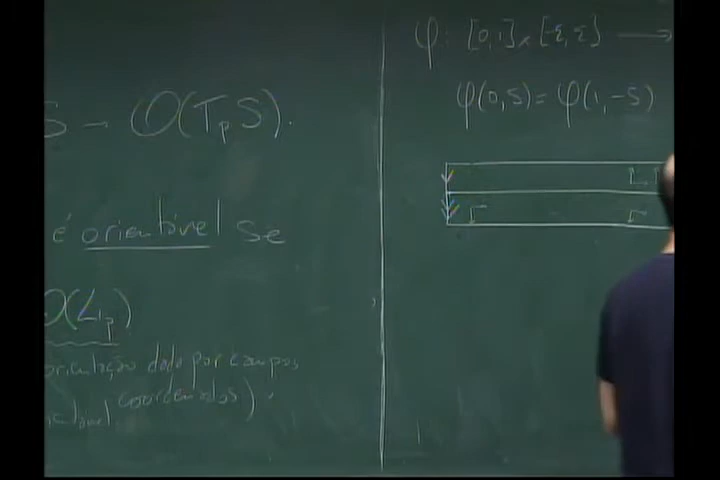 S → O(TpS).
é orientável se
O(Lp)
orientação dada por campos
coordenados).
φ: [0,1]×[-ε,ε] →
φ(0,s) = φ(1,-s)